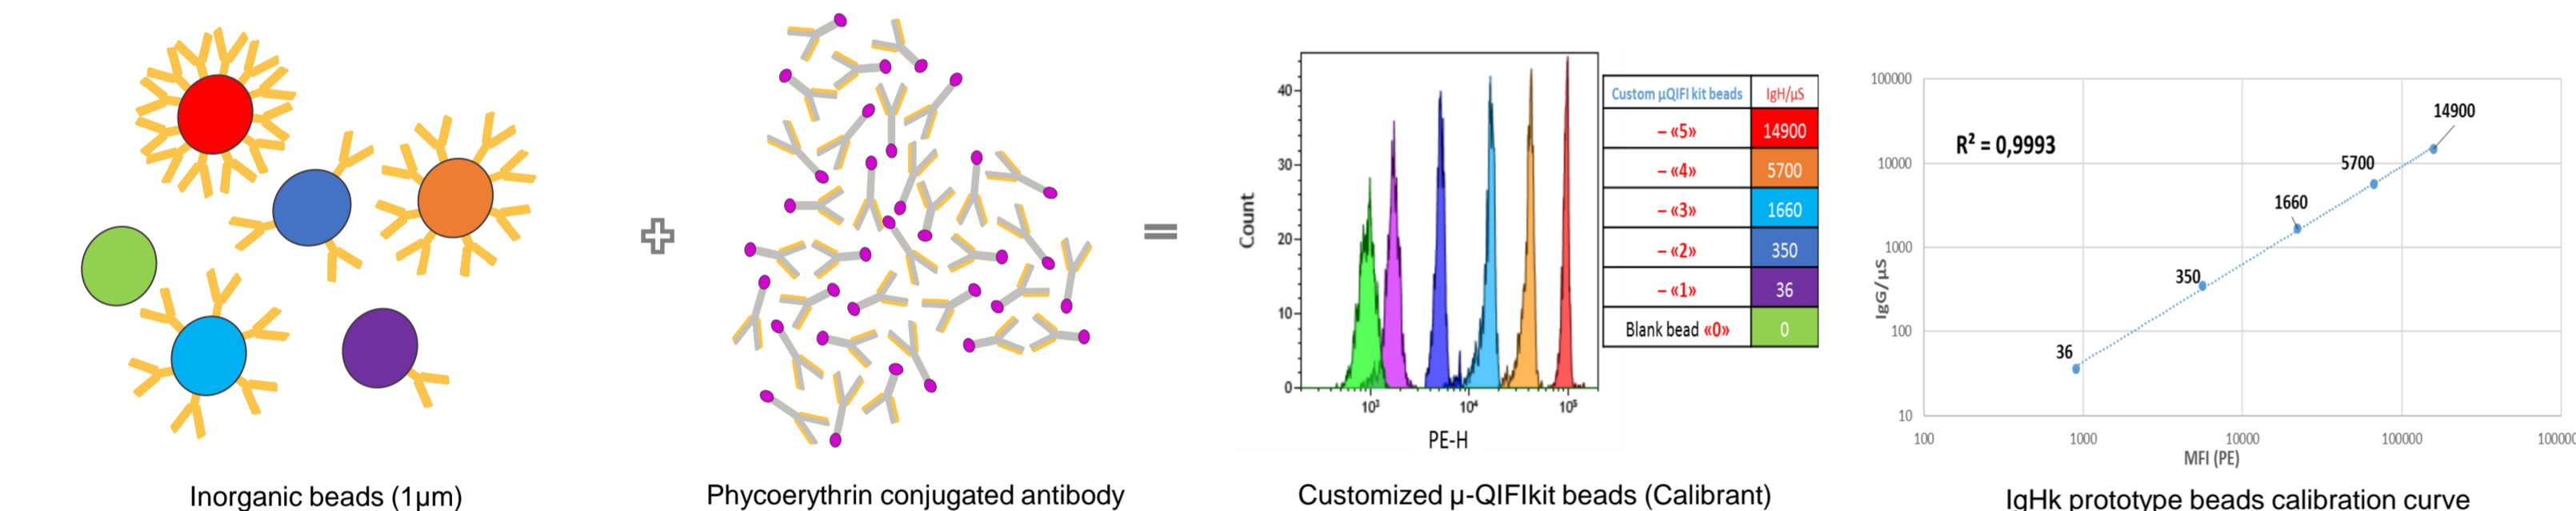 Count
40
30
20
10
0
10³
10⁴
10⁵
PE-H
Custom µQIFI kit beads IgH/µS
– «5» 14900
– «4» 5700
– «3» 1660
– «2» 350
– «1» 36
Blank bead «0» 0
IgG/µS
100000
10000
1000
100
10
R² = 0,9993
14900
5700
1660
350
36
100 1000 10000 100000 100000
MFI (PE)
Inorganic beads (1µm)
Phycoerythrin conjugated antibody
Customized µ-QIFIkit beads (Calibrant)
IgHk prototype beads calibration curve